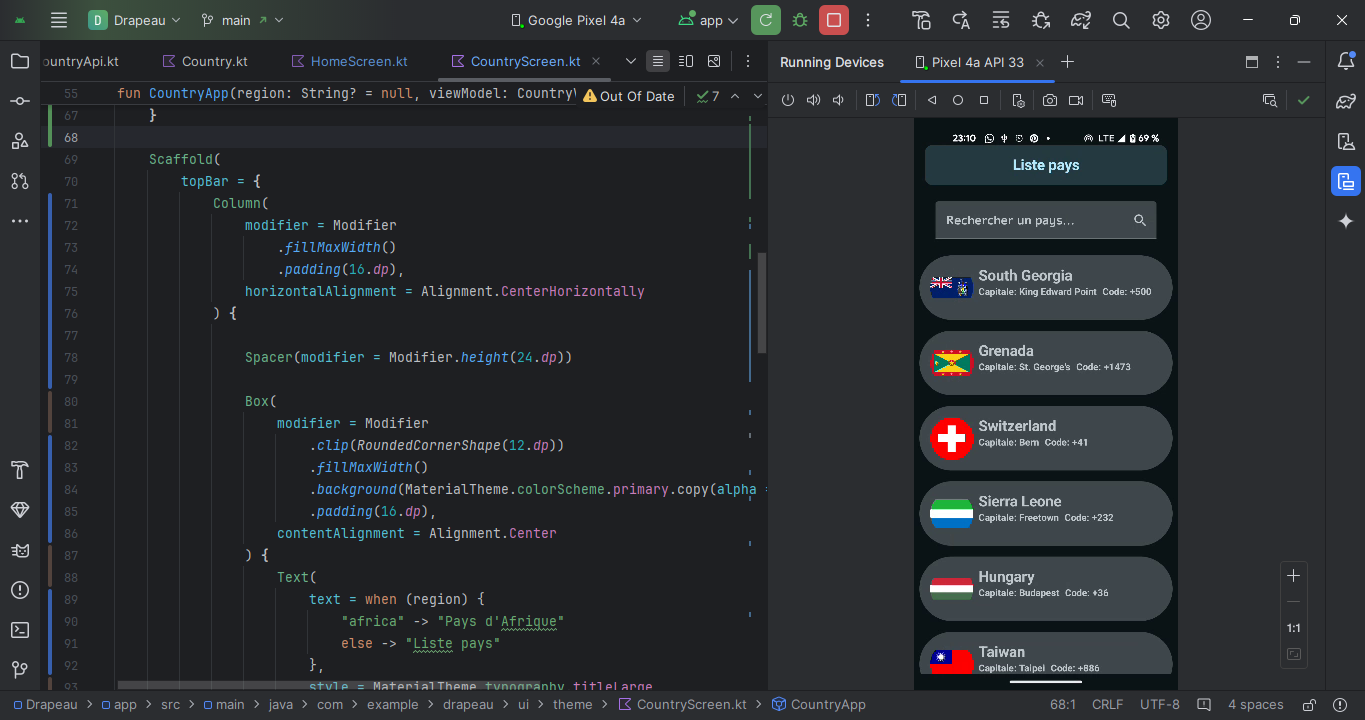 D Drapeau main Google Pixel 4a app
ountryApi.kt Country.kt HomeScreen.kt CountryScreen.kt Running Devices Pixel 4a API 33
55 fun CountryApp(region: String? = null, viewModel: Country Out Of Date 7
67 }
68
69 Scaffold(
70 topBar = {
71 Column(
72 modifier = Modifier
73 .fillMaxWidth()
74 .padding(16.dp),
75 horizontalAlignment = Alignment.CenterHorizontally
76 ) {
77
78 Spacer(modifier = Modifier.height(24.dp))
79
80 Box(
81 modifier = Modifier
82 .clip(RoundedCornerShape(12.dp))
83 .fillMaxWidth()
84 .background(MaterialTheme.colorScheme.primary.copy(alpha =
85 .padding(16.dp),
86 contentAlignment = Alignment.Center
87 ) {
88 Text(
89 text = when (region) {
90 "africa" -> "Pays d'Afrique"
91 else -> "Liste pays"
92 },
93 style = MaterialTheme.typography.titleLarge
23:10 LTE 69 %
Liste pays
Rechercher un pays...
South Georgia
Capitale: King Edward Point Code: +500
Grenada
Capitale: St. George's Code: +1473
Switzerland
Capitale: Bern Code: +41
Sierra Leone
Capitale: Freetown Code: +232
Hungary
Capitale: Budapest Code: +36
Taiwan
Capitale: Taipei Code: +886
1:1
Drapeau > app > src > main > java > com > example > drapeau > ui > theme > CountryScreen.kt > CountryApp 68:1 CRLF UTF-8 4 spaces